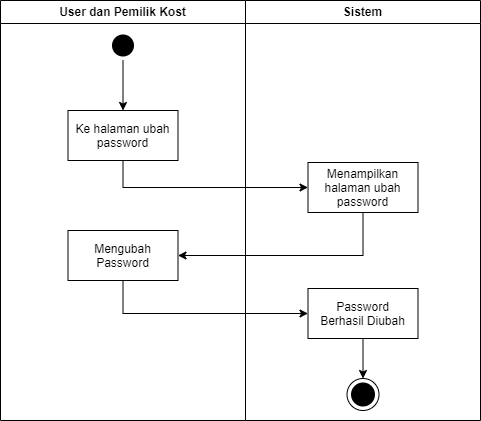 User dan Pemilik Kost
Sistem
Ke halaman ubah
password
Menampilkan
halaman ubah
password
Mengubah
Password
Password
Berhasil Diubah